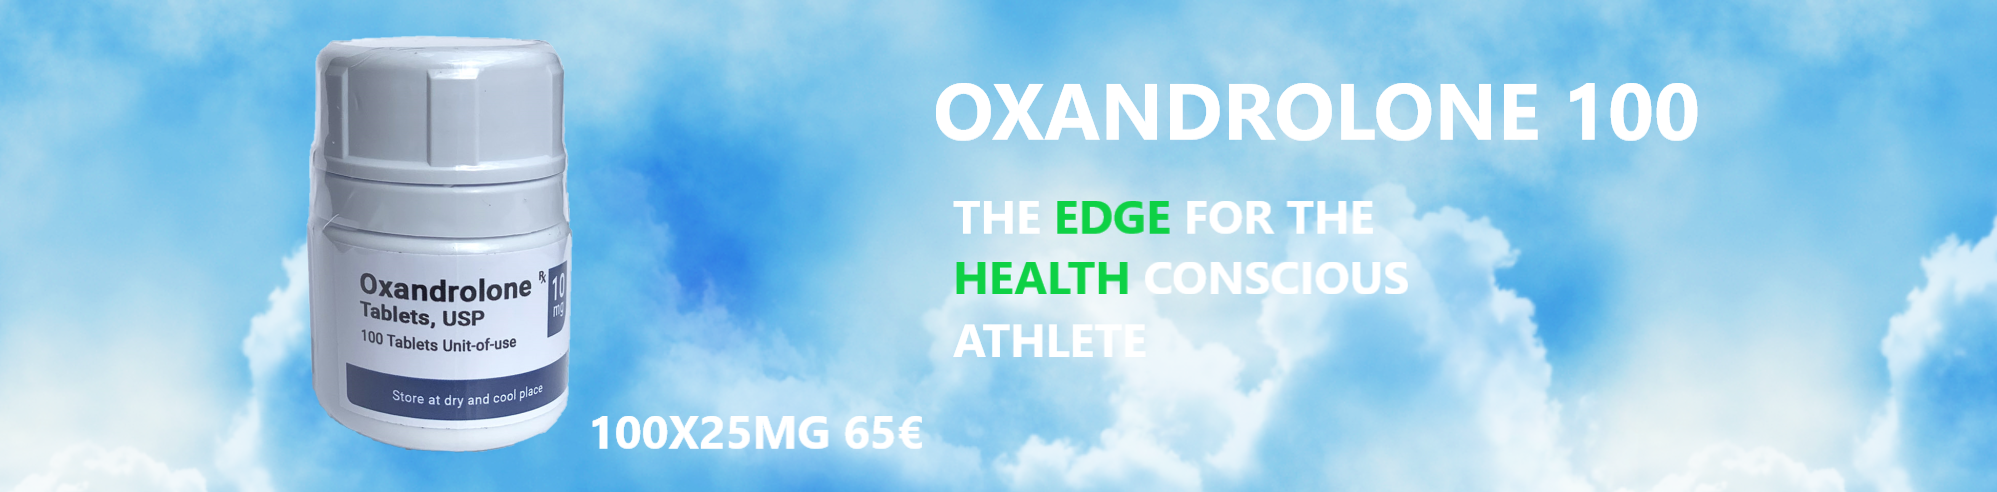 OXANDROLONE 100
THE EDGE FOR THE
HEALTH CONSCIOUS
ATHLETE
Oxandrolone Rx 10
mg
Tablets, USP
100 Tablets Unit-of-use
Store at dry and cool place
100X25MG 65€